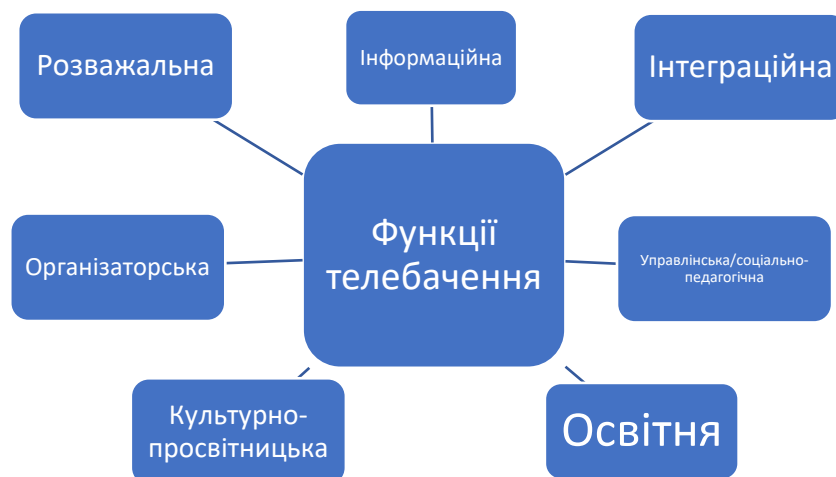 Розважальна
Інформаційна
Інтеграційна
Функції
телебачення
Організаторська
Управлінська/соціально-
педагогічна
Культурно-
просвітницька
Освітня